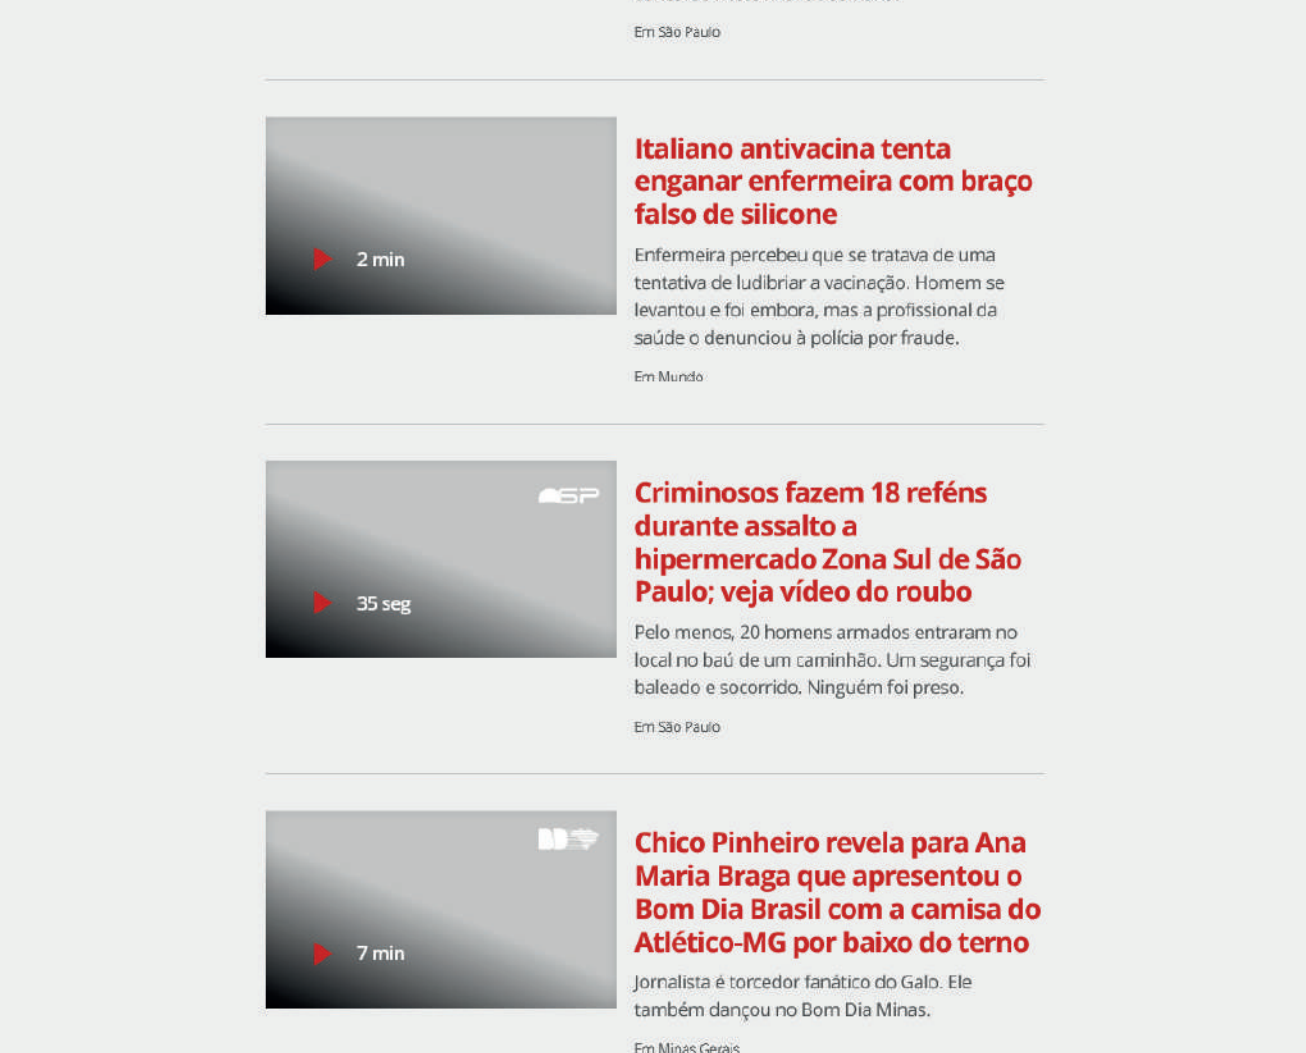 Em São Paulo
Italiano antivacina tenta
enganar enfermeira com braço
falso de silicone
2 min
Enfermeira percebeu que se tratava de uma
tentativa de ludibriar a vacinação. Homem se
levantou e foi embora, mas a profissional da
saúde o denunciou à polícia por fraude.
Em Mundo
SP
Criminosos fazem 18 reféns
durante assalto a
hipermercado Zona Sul de São
Paulo; veja vídeo do roubo
35 seg
Pelo menos, 20 homens armados entraram no
local no baú de um caminhão. Um segurança foi
baleado e socorrido. Ninguém foi preso.
Em São Paulo
Chico Pinheiro revela para Ana
Maria Braga que apresentou o
Bom Dia Brasil com a camisa do
Atlético-MG por baixo do terno
7 min
Jornalista é torcedor fanático do Galo. Ele
também dançou no Bom Dia Minas.
Em Minas Gerais